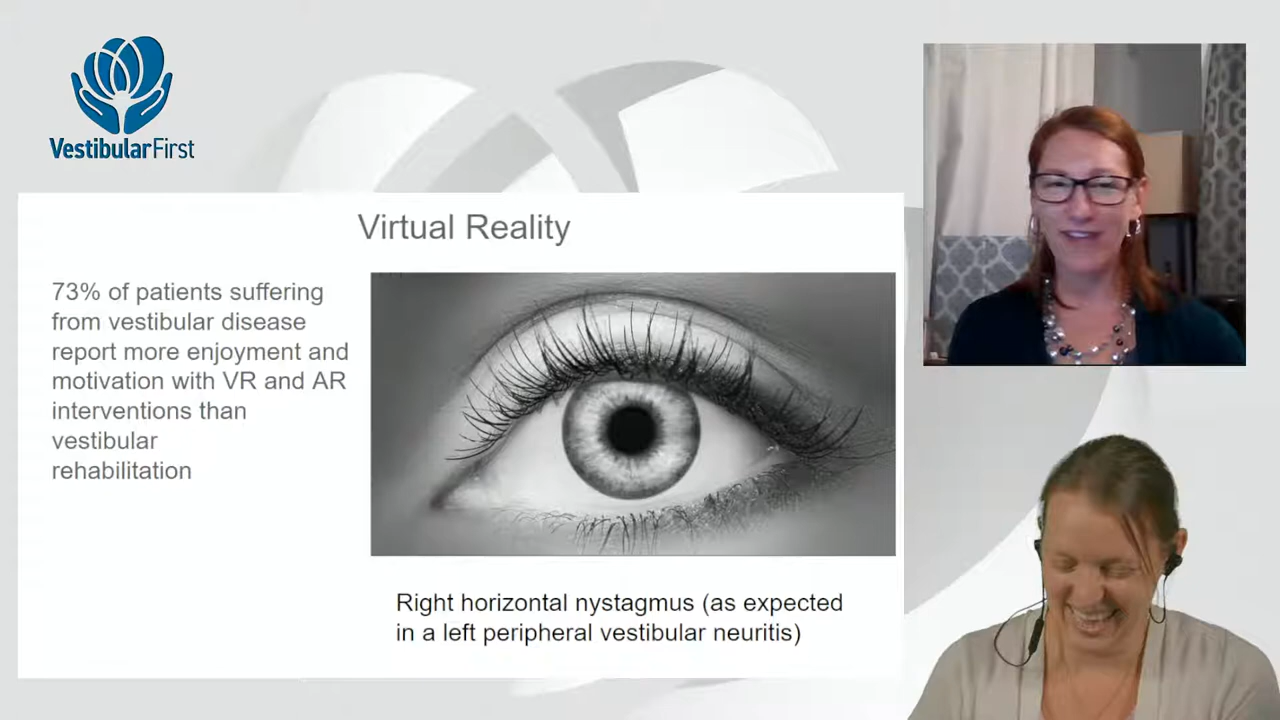 VestibularFirst
Virtual Reality
73% of patients suffering
from vestibular disease
report more enjoyment and
motivation with VR and AR
interventions than
vestibular
rehabilitation
Right horizontal nystagmus (as expected
in a left peripheral vestibular neuritis)